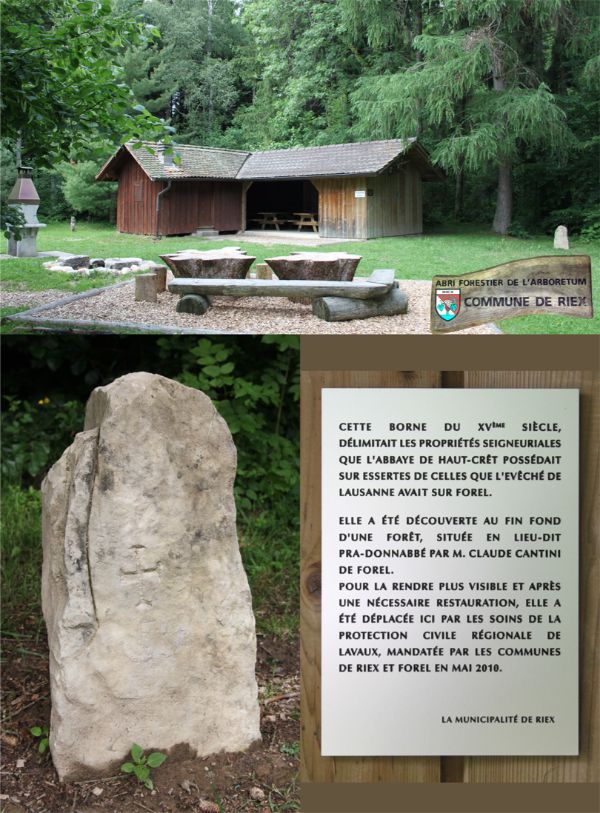 ABRI FORESTIER DE L'ARBORETUM
COMMUNE DE RIEX
CETTE BORNE DU XVÈME SIÈCLE,
DÉLIMITAIT LES PROPRIÉTÉS SEIGNEURIALES
QUE L'ABBAYE DE HAUT-CRÊT POSSÉDAIT
SUR ESSERTES DE CELLES QUE L'EVÊCHÉ DE
LAUSANNE AVAIT SUR FOREL.
ELLE A ÉTÉ DÉCOUVERTE AU FIN FOND
D'UNE FORÊT, SITUÉE EN LIEU-DIT
PRA-DONNABBÉ PAR M. CLAUDE CANTINI
DE FOREL.
POUR LA RENDRE PLUS VISIBLE ET APRÈS
UNE NÉCESSAIRE RESTAURATION, ELLE A
ÉTÉ DÉPLACÉE ICI PAR LES SOINS DE LA
PROTECTION CIVILE RÉGIONALE DE
LAVAUX, MANDATÉE PAR LES COMMUNES
DE RIEX ET FOREL EN MAI 2010.
LA MUNICIPALITÉ DE RIEX